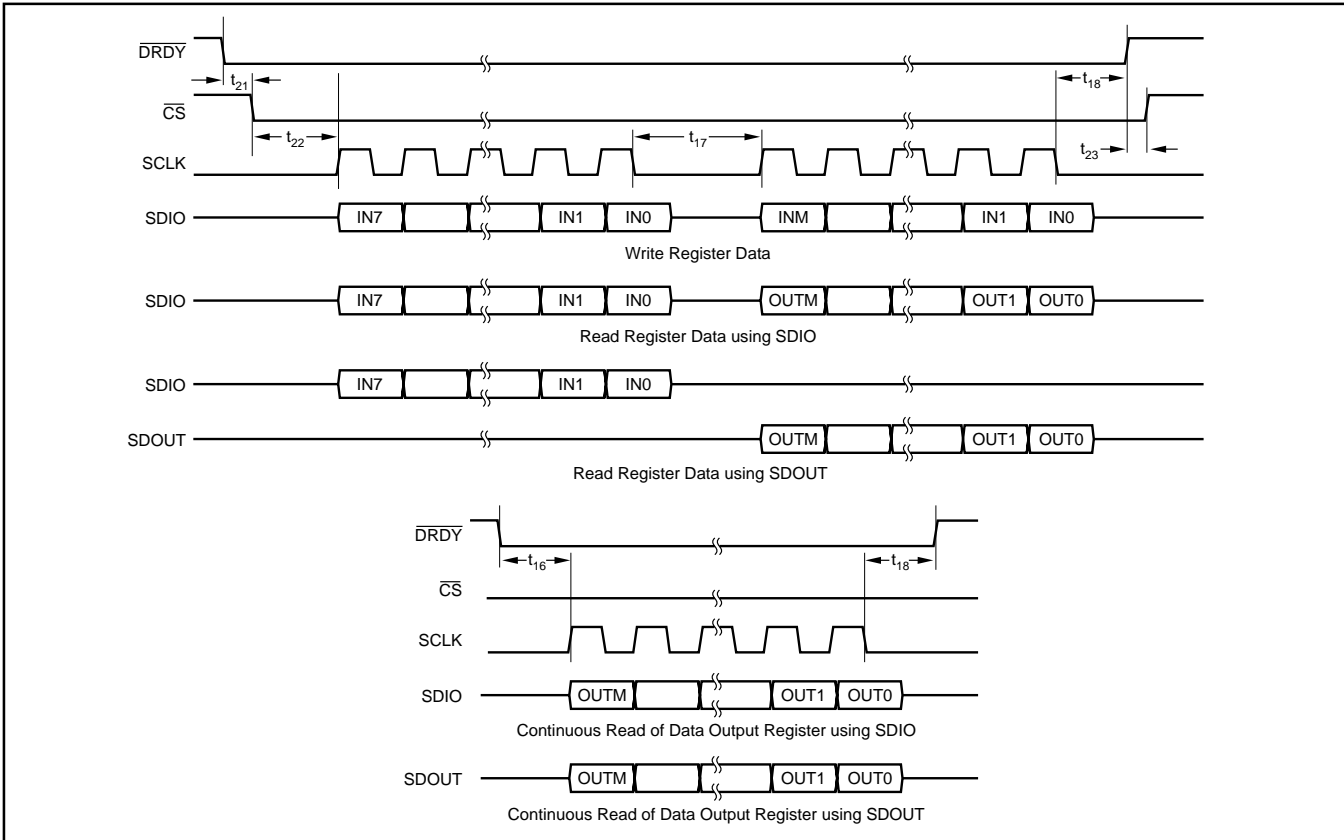 DRDY
t21
t18
CS
t22
t17
t23
SCLK
SDIO IN7 IN1 IN0 INM IN1 IN0
Write Register Data
SDIO IN7 IN1 IN0 OUTM OUT1 OUT0
Read Register Data using SDIO
SDIO IN7 IN1 IN0
SDOUT OUTM OUT1 OUT0
Read Register Data using SDOUT
DRDY
t16 t18
CS
SCLK
SDIO OUTM OUT1 OUT0
Continuous Read of Data Output Register using SDIO
SDOUT OUTM OUT1 OUT0
Continuous Read of Data Output Register using SDOUT